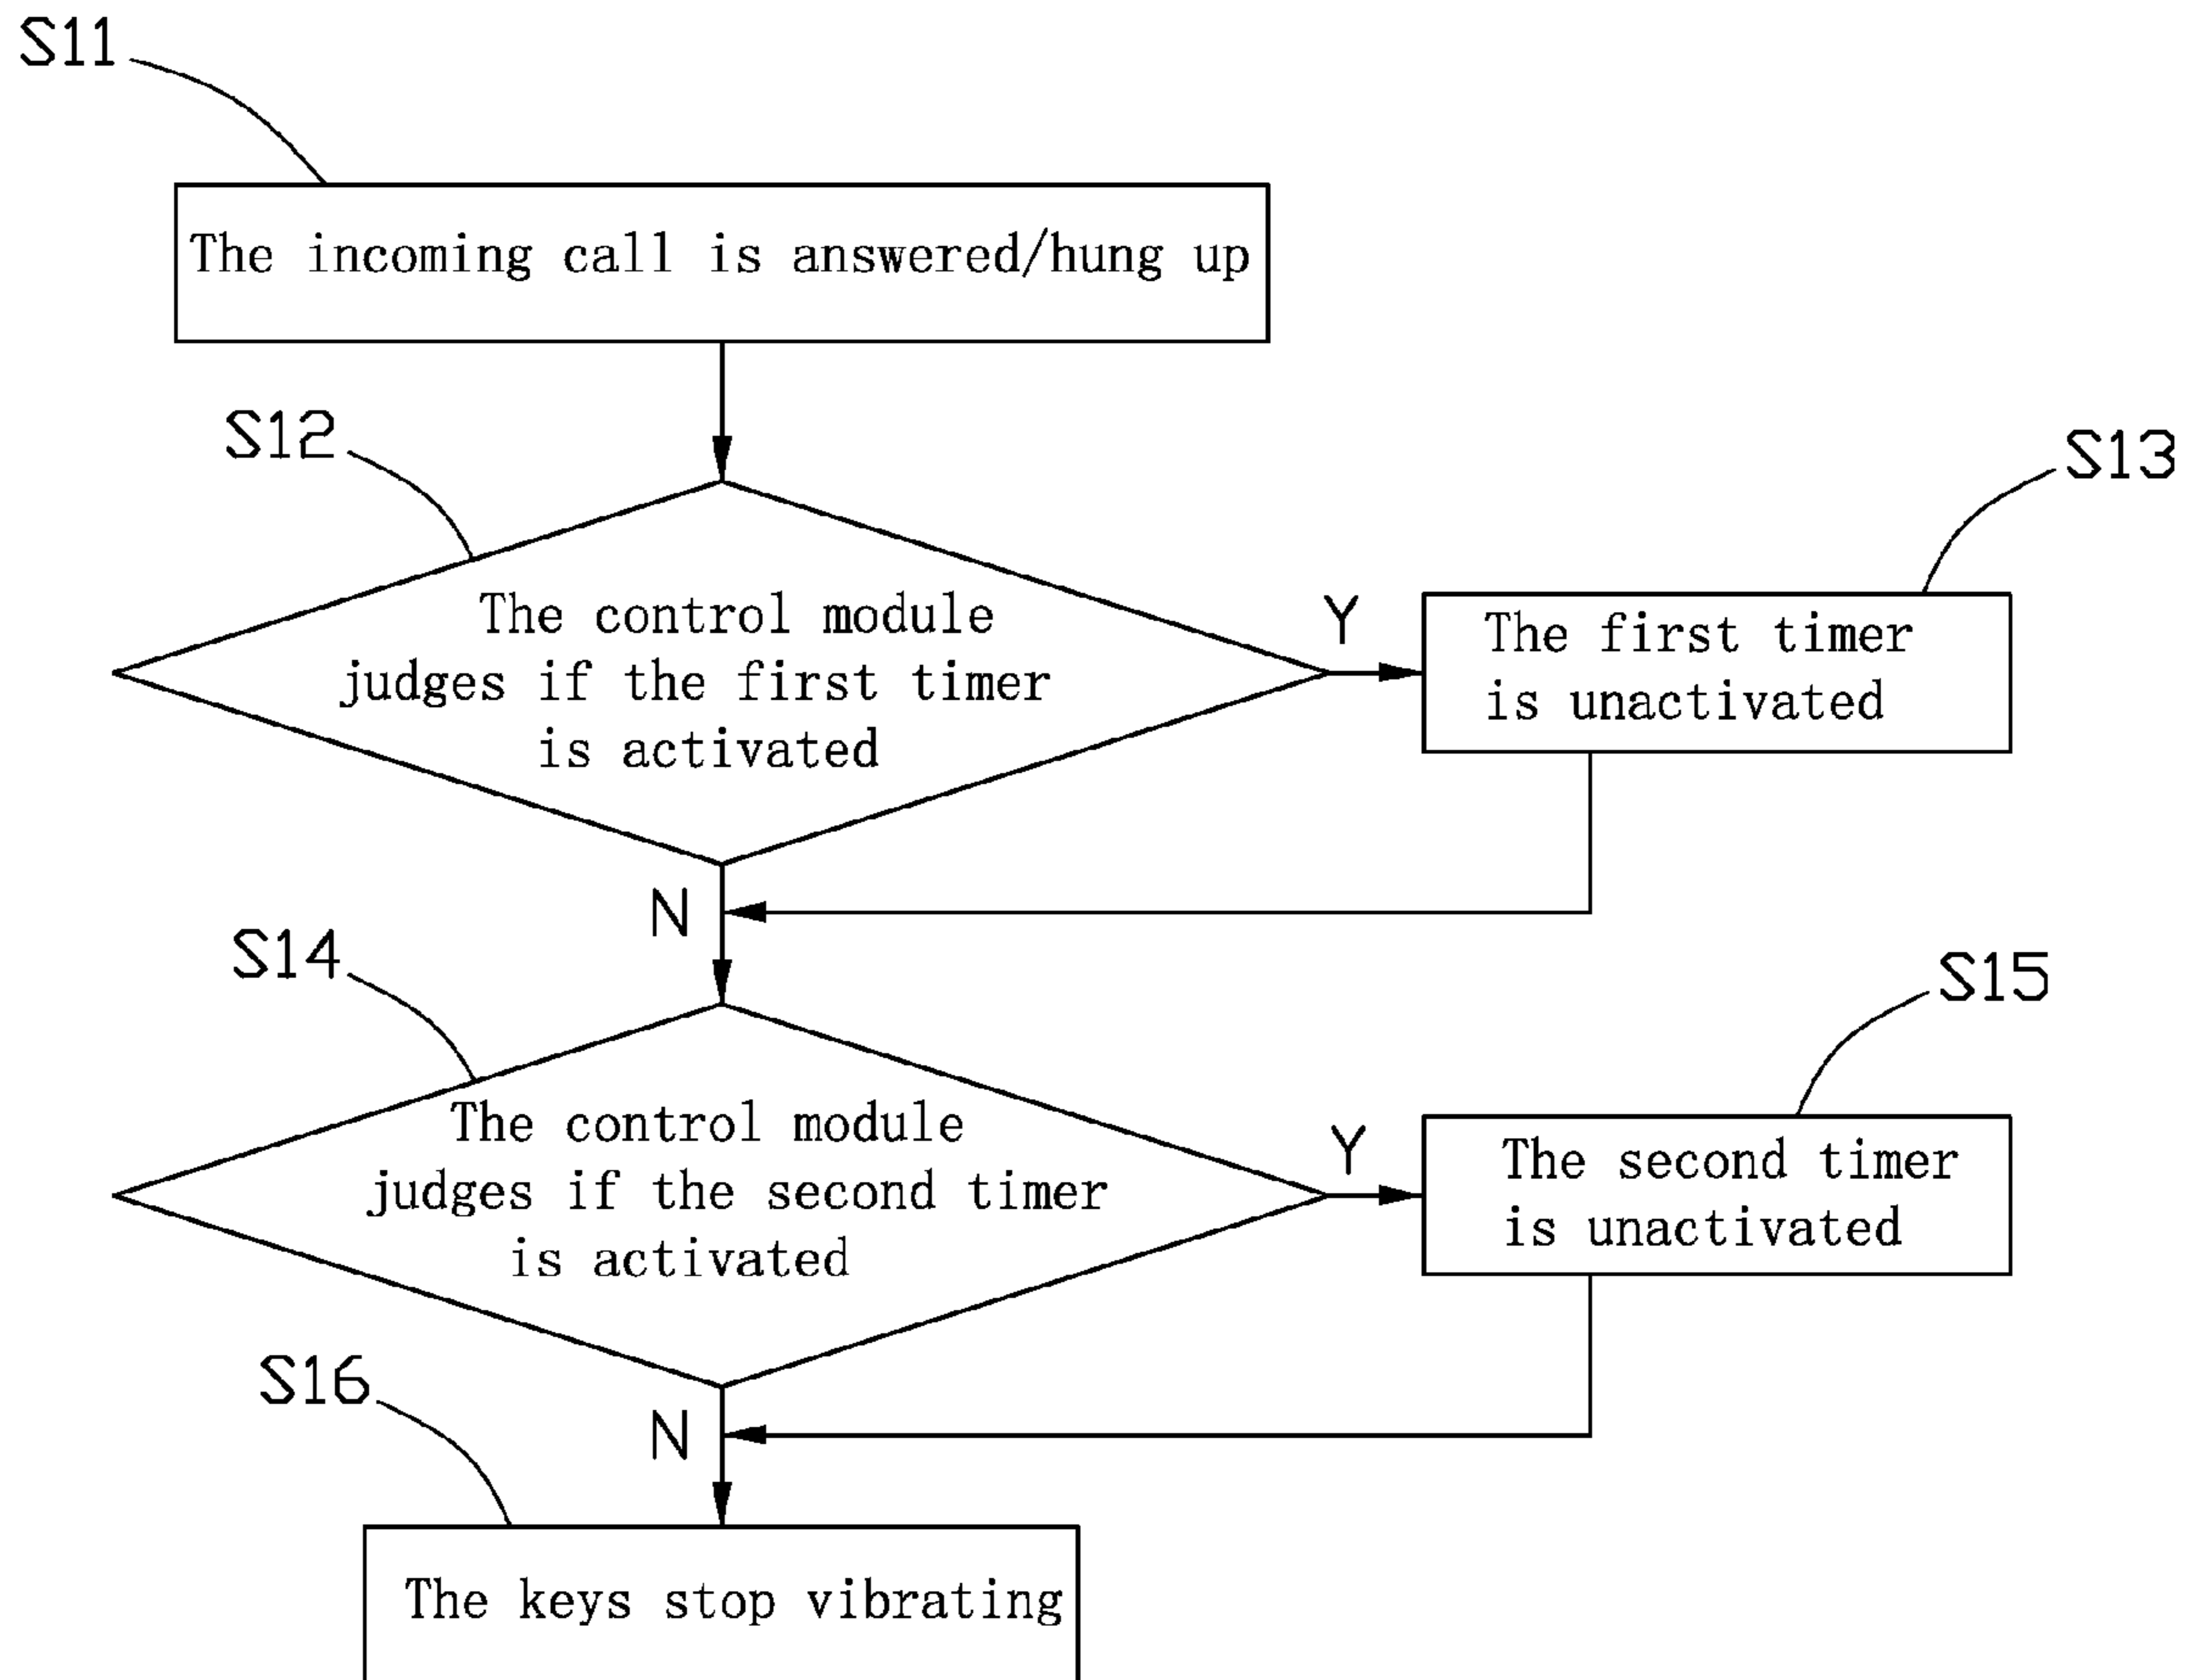 S11
The incoming call is answered/hung up
S12
S13
The control module
judges if the first timer
is activated
Y
The first timer
is unactivated
N
S14
S15
The control module
judges if the second timer
is activated
Y
The second timer
is unactivated
S16
N
The keys stop vibrating